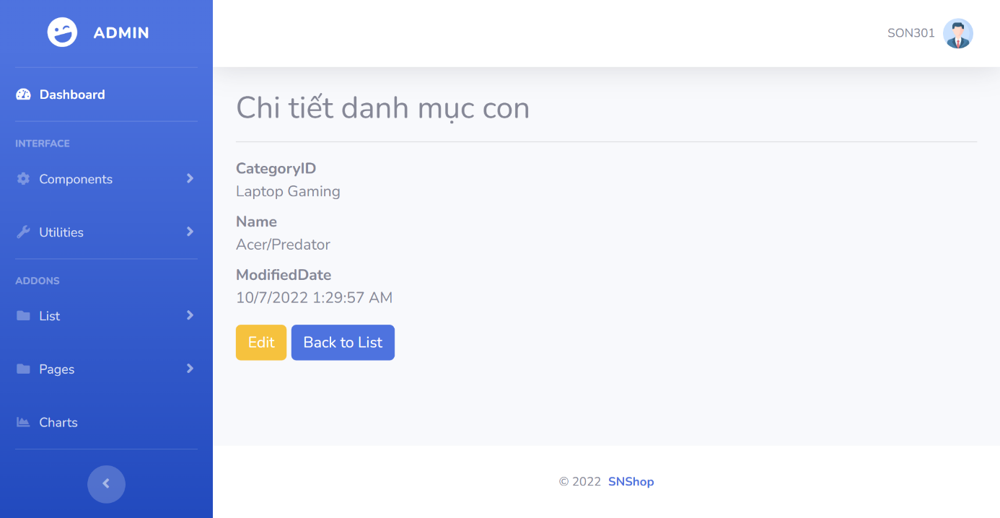 ADMIN
SON301
Dashboard
INTERFACE
Components
Utilities
ADDONS
List
Pages
Charts
Chi tiết danh mục con
CategoryID
Laptop Gaming
Name
Acer/Predator
ModifiedDate
10/7/2022 1:29:57 AM
Edit Back to List
© 2022 SNShop